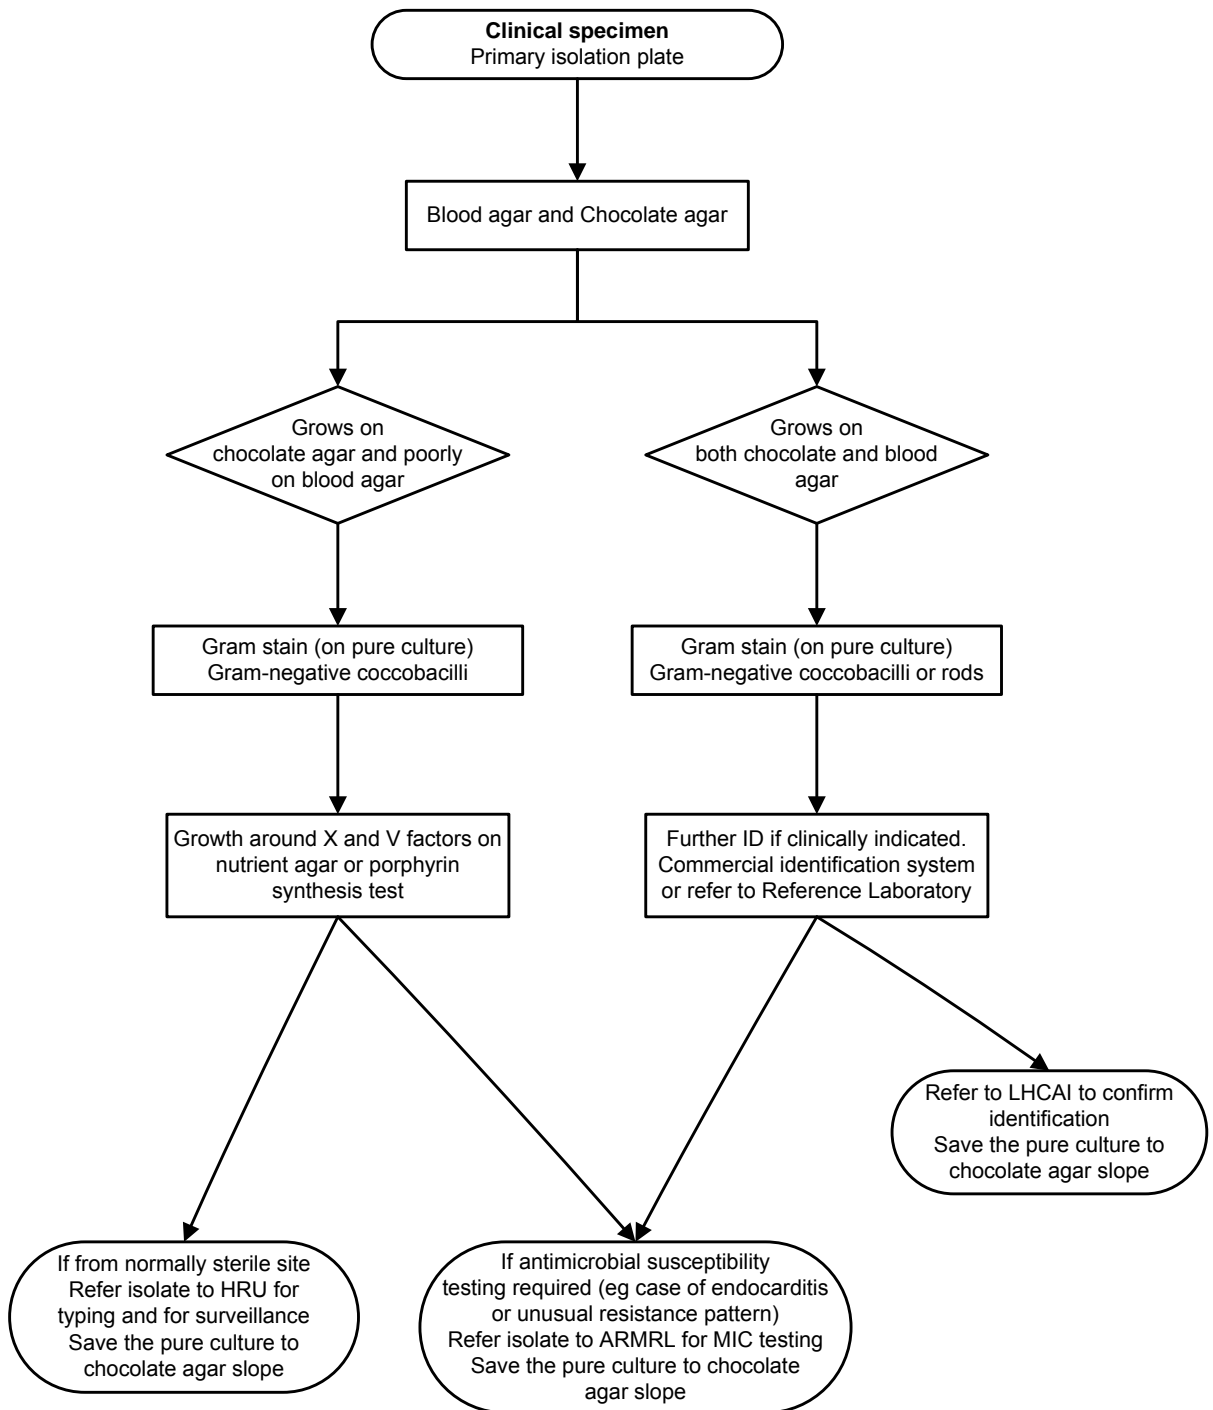 Clinical specimen
Primary isolation plate
Blood agar and Chocolate agar
Grows on
chocolate agar and poorly
on blood agar
Grows on
both chocolate and blood
agar
Gram stain (on pure culture)
Gram-negative coccobacilli
Gram stain (on pure culture)
Gram-negative coccobacilli or rods
Growth around X and V factors on
nutrient agar or porphyrin
synthesis test
Further ID if clinically indicated.
Commercial identification system
or refer to Reference Laboratory
Refer to LHCAI to confirm
identification
Save the pure culture to
chocolate agar slope
If from normally sterile site
Refer isolate to HRU for
typing and for surveillance
Save the pure culture to
chocolate agar slope
If antimicrobial susceptibility
testing required (eg case of endocarditis
or unusual resistance pattern)
Refer isolate to ARMRL for MIC testing
Save the pure culture to chocolate
agar slope